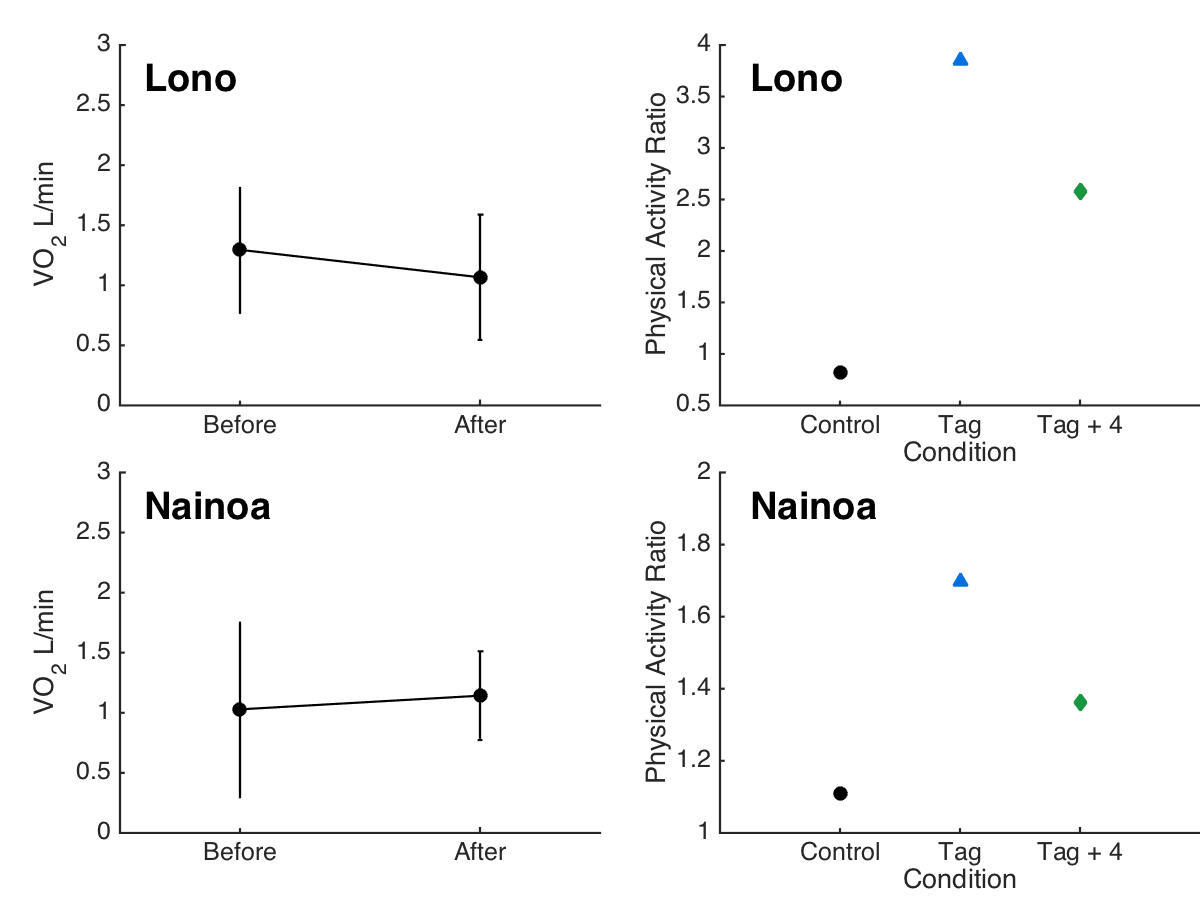 Lono
VO2 L/min
3
2.5
2
1.5
1
0.5
0
Before After
Lono
Physical Activity Ratio
4
3.5
3
2.5
2
1.5
1
0.5
Control Tag Tag + 4
Condition
Nainoa
VO2 L/min
3
2.5
2
1.5
1
0.5
0
Before After
Nainoa
Physical Activity Ratio
2
1.8
1.6
1.4
1.2
1
Control Tag Tag + 4
Condition